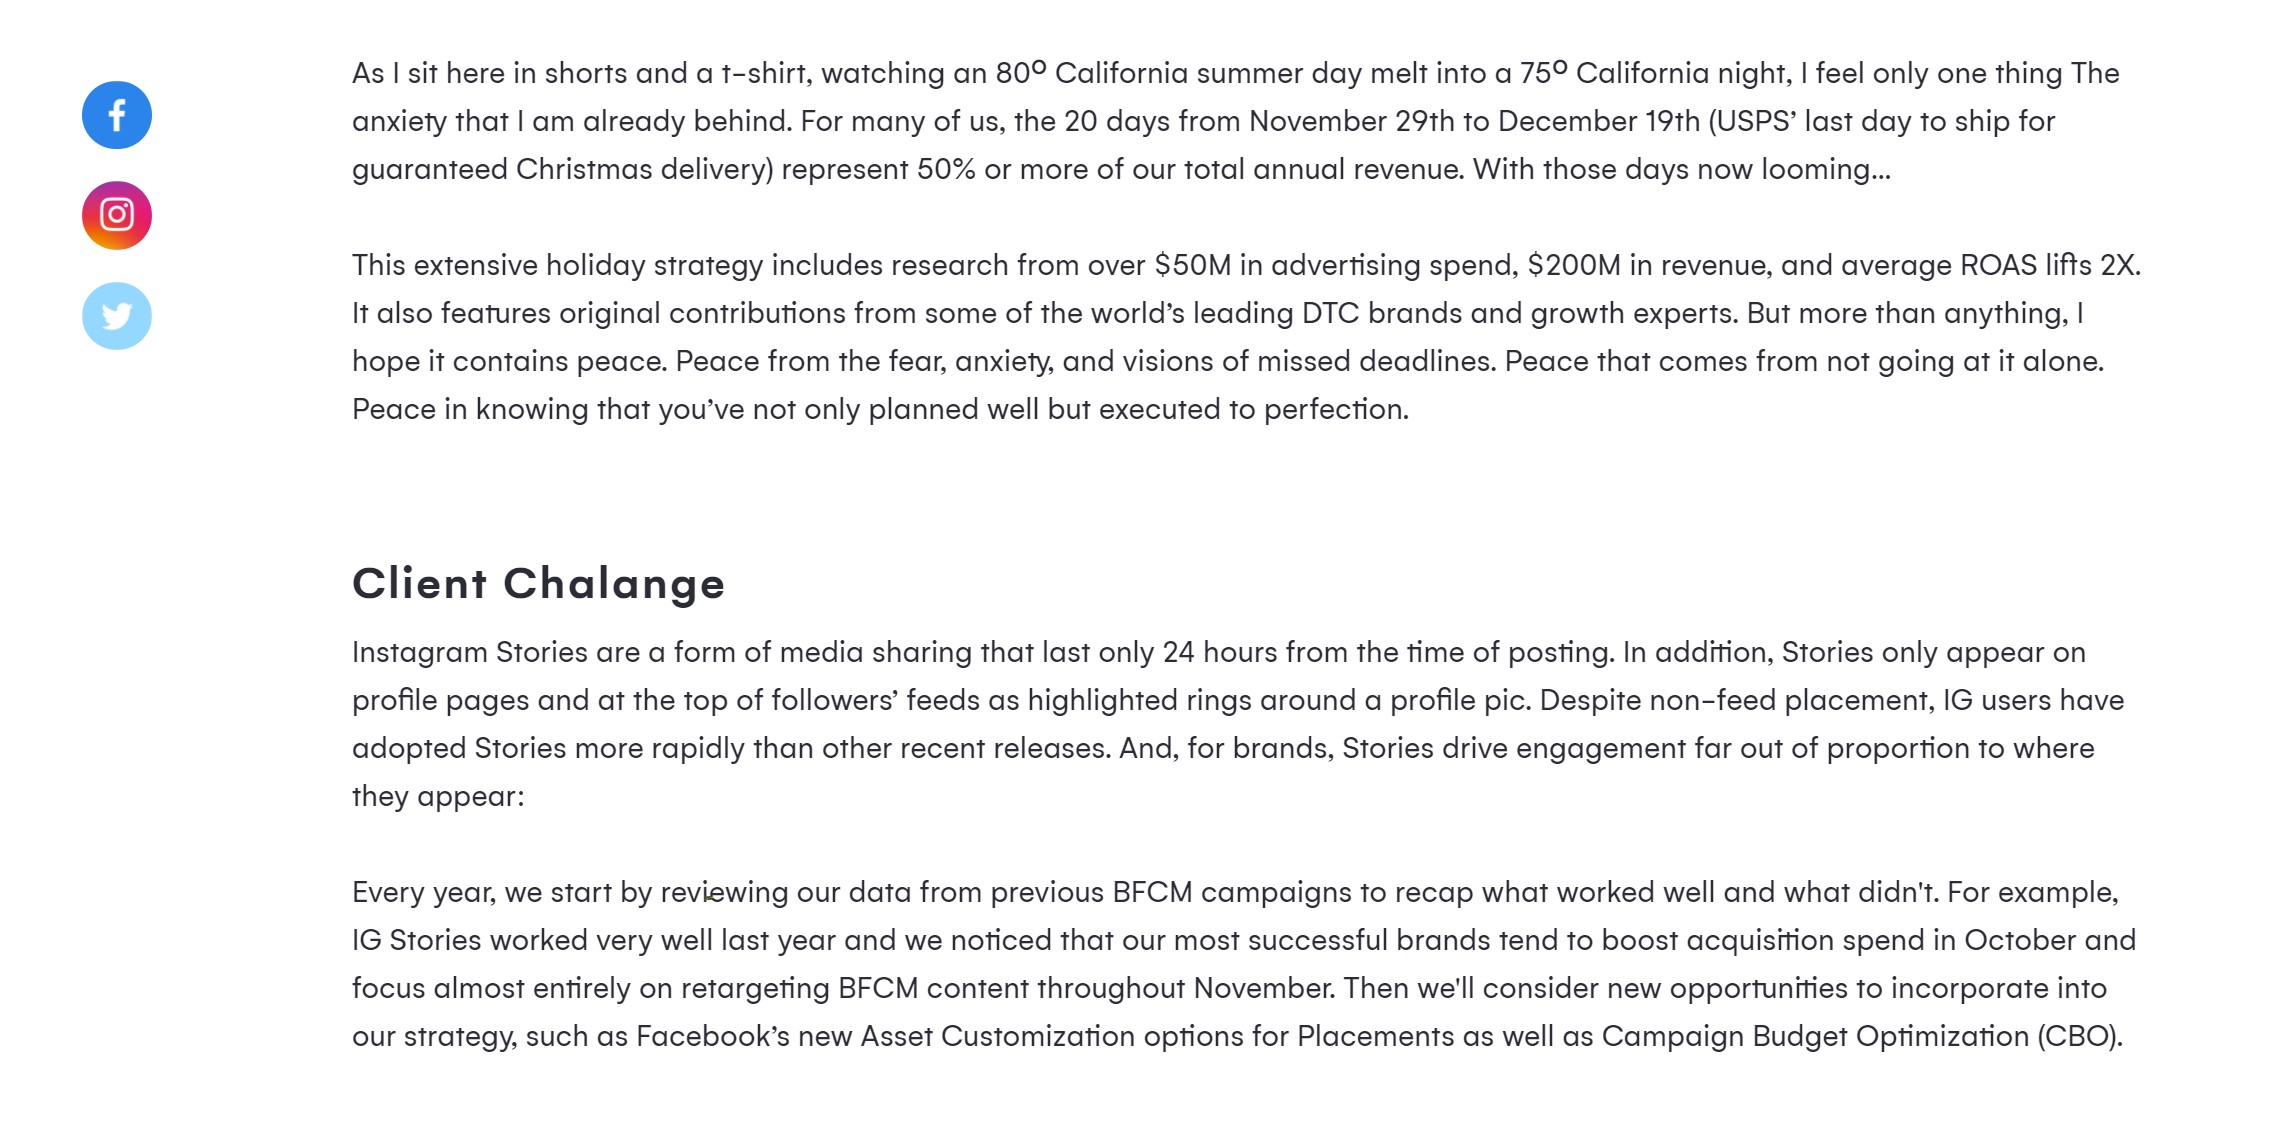 As I sit here in shorts and a t-shirt, watching an 80º California summer day melt into a 75º California night, I feel only one thing The
anxiety that I am already behind. For many of us, the 20 days from November 29th to December 19th (USPS’ last day to ship for
guaranteed Christmas delivery) represent 50% or more of our total annual revenue. With those days now looming...
This extensive holiday strategy includes research from over $50M in advertising spend, $200M in revenue, and average ROAS lifts 2X.
It also features original contributions from some of the world’s leading DTC brands and growth experts. But more than anything, I
hope it contains peace. Peace from the fear, anxiety, and visions of missed deadlines. Peace that comes from not going at it alone.
Peace in knowing that you’ve not only planned well but executed to perfection.
Client Chalange
Instagram Stories are a form of media sharing that last only 24 hours from the time of posting. In addition, Stories only appear on
profile pages and at the top of followers’ feeds as highlighted rings around a profile pic. Despite non-feed placement, IG users have
adopted Stories more rapidly than other recent releases. And, for brands, Stories drive engagement far out of proportion to where
they appear:
Every year, we start by reviewing our data from previous BFCM campaigns to recap what worked well and what didn't. For example,
IG Stories worked very well last year and we noticed that our most successful brands tend to boost acquisition spend in October and
focus almost entirely on retargeting BFCM content throughout November. Then we'll consider new opportunities to incorporate into
our strategy, such as Facebook’s new Asset Customization options for Placements as well as Campaign Budget Optimization (CBO).